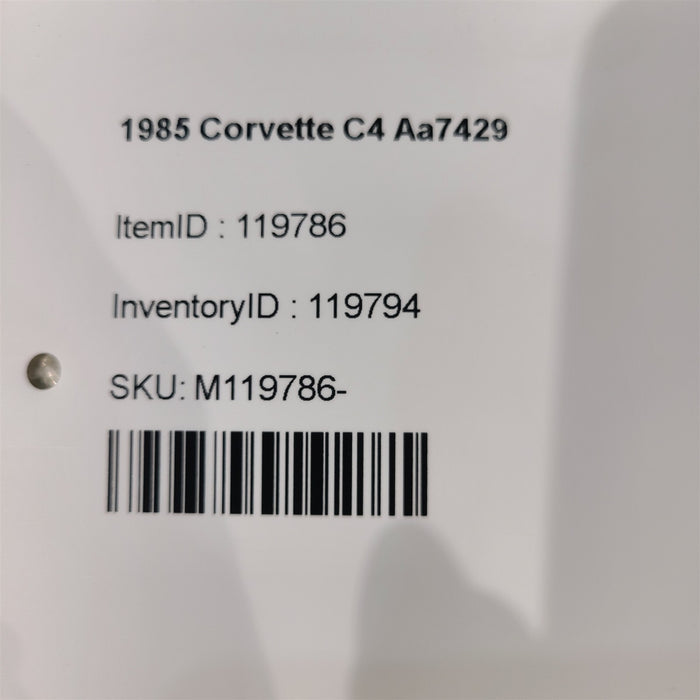 1985 Corvette C4 Aa7429
ItemID : 119786
InventoryID : 119794
SKU: M119786-